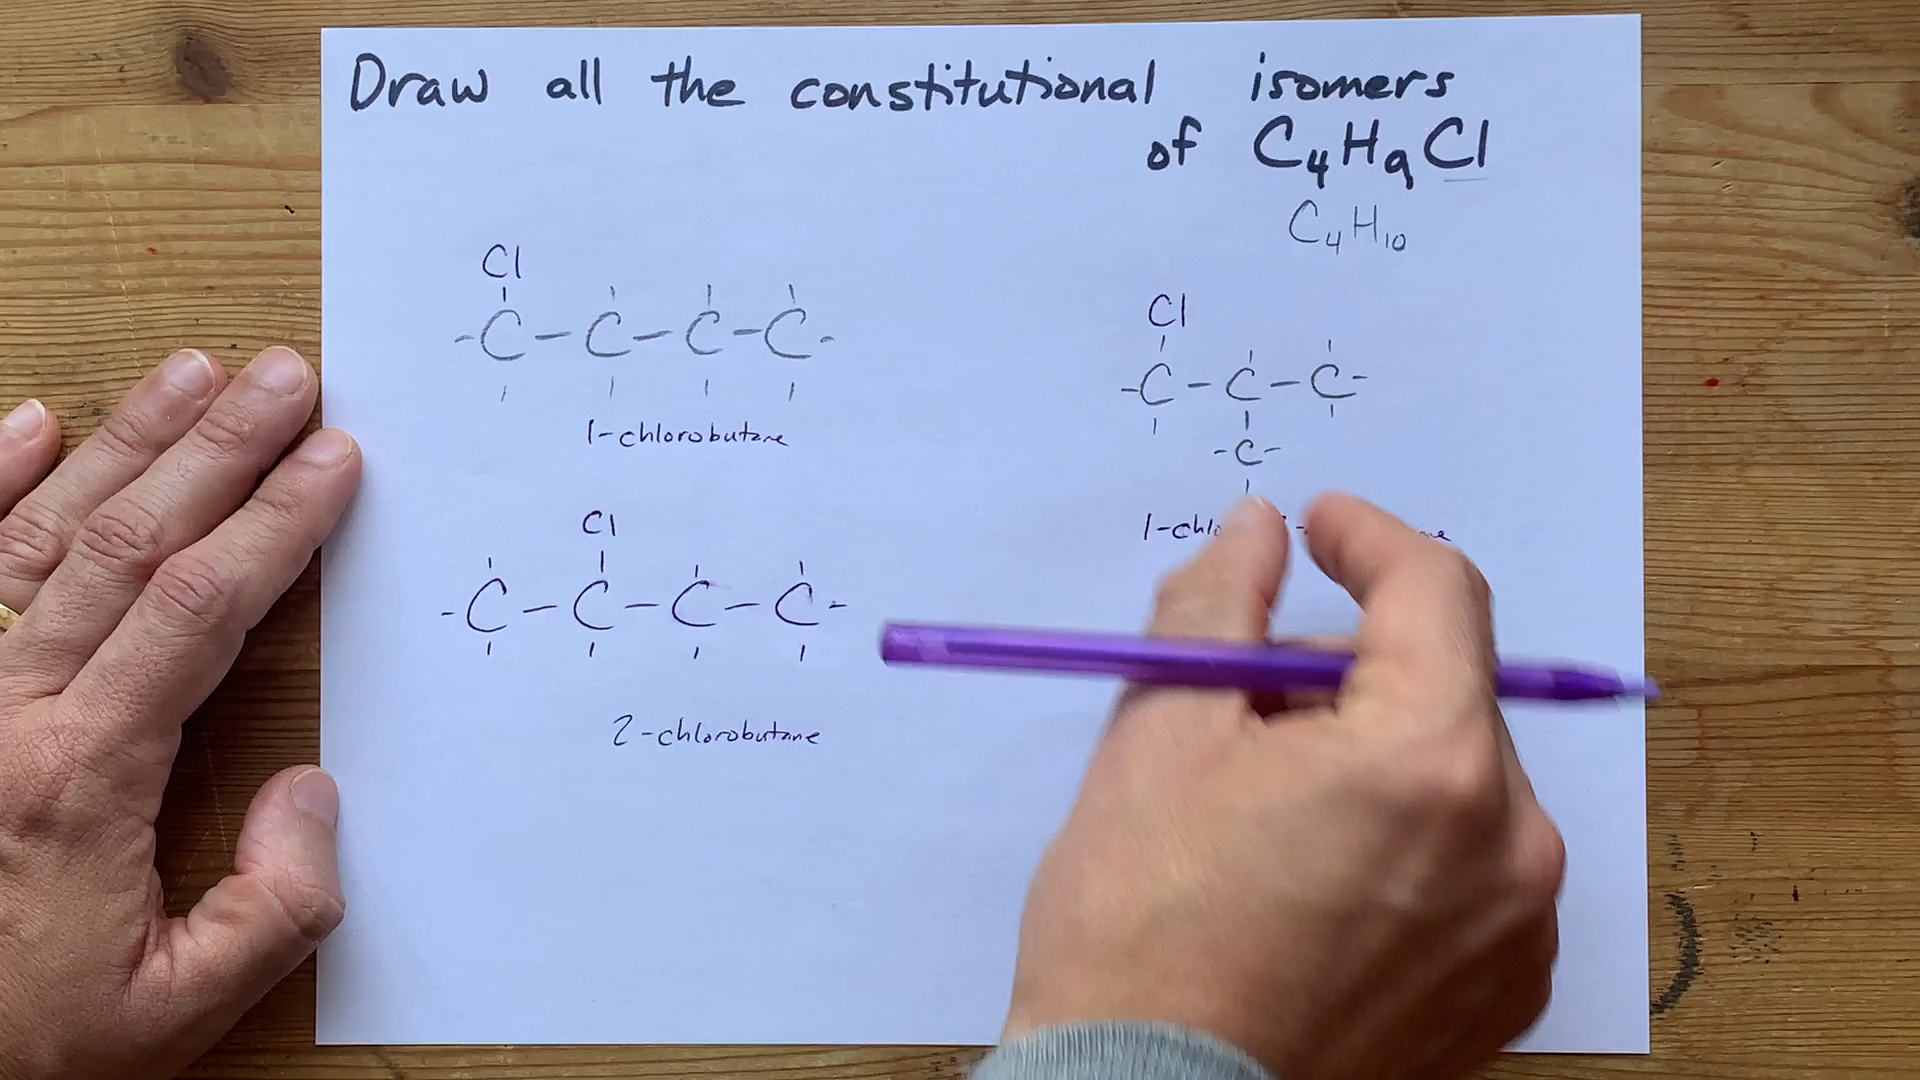 Draw all the constitutional isomers
of C4H9Cl
C4H10
Cl
-C-C-C-C-
1-chlorobutane
Cl
-C-C-C-C-
2-chlorobutane
Cl
-C-C-C-
-C-